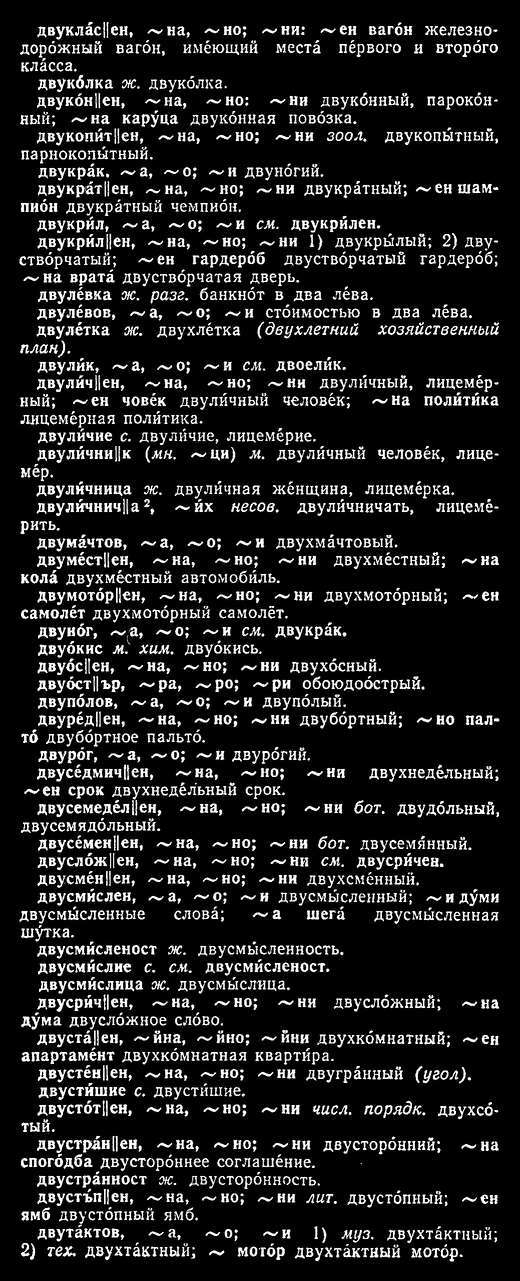 двукла́с||ен, ~на, ~но; ~ни: ~ен ваго́н железно-
доро́жный ваго́н, име́ющий места́ пе́рвого и второ́го
кла́сса.
двуко́лка ж. двуко́лка.
двуко́н||ен, ~на, ~но: ~ни двуко́нный, пароко́н-
ный; ~на кару́ца двуко́нная пово́зка.
двукопи́т||ен, ~на, ~но; ~ни зоол. двукопы́тный,
парнокопы́тный.
двукра́к, ~а, ~о; ~и двуно́гий.
двукра́т||ен, ~на, ~но; ~ни двукра́тный; ~ен шам-
пио́н двукра́тный чемпио́н.
двукри́л, ~а, ~о; ~и см. двукри́лен.
двукри́л||ен, ~на, ~но; ~ни 1) двукры́лый; 2) дву-
ство́рчатый; ~ен гардеро́б двуство́рчатый гардеро́б;
~на врата́ двуство́рчатая дверь.
двуле́вка ж. разг. банкно́т в два ле́ва.
двуле́вов, ~а, ~о; ~и сто́имостью в два ле́ва.
двуле́тка ж. двухле́тка (двухлетний хозяйственный
план).
двули́к, ~а, ~о; ~и см. двоели́к.
двули́ч||ен, ~на, ~но; ~ни двули́чный, лицеме́р-
ный; ~ен чове́к двули́чный челове́к; ~на поли́тика
лицеме́рная поли́тика.
двули́чие с. двули́чие, лицеме́рие.
двули́чни||к (мн. ~ци) м. двули́чный челове́к, лице-
ме́р.
двули́чница ж. двули́чная же́нщина, лицеме́рка.
двули́чнич||а², ~их несов. двули́чничать, лицеме́-
рить.
двума́чтов, ~а, ~о; ~и двухма́чтовый.
двуме́ст||ен, ~на, ~но; ~ни двухме́стный; ~на
кола́ двухме́стный автомоби́ль.
двумото́р||ен, ~на, ~но; ~ни двухмото́рный; ~ен
самоле́т двухмото́рный самолёт.
двуно́г, ~а, ~о; ~и см. двукра́к.
двуо́кис м. хим. двуо́кись.
двуо́с||ен, ~на, ~но; ~ни двухо́сный.
двуо́ст||ър, ~ра, ~ро; ~ри обоюдоо́стрый.
двупо́лов, ~а, ~о; ~и двупо́лый.
двуре́д||ен, ~на, ~но; ~ни двубо́ртный; ~но пал-
то́ двубо́ртное пальто́.
двуро́г, ~а, ~о; ~и двуро́гий.
двусе́дмич||ен, ~на, ~но; ~ни двухнеде́льный;
~ен срок двухнеде́льный срок.
двусемеде́л||ен, ~на, ~но; ~ни бот. двудо́льный,
двусемядо́льный.
двусе́мен||ен, ~на, ~но; ~ни бот. двусемя́нный.
двусло́ж||ен, ~на, ~но; ~ни см. двусри́чен.
двусме́н||ен, ~на, ~но; ~ни двухсме́нный.
двусми́слен, ~а, ~о; ~и двусмы́сленный; ~и ду́ми
двусмы́сленные слова́; ~а шега́ двусмы́сленная
шу́тка.
двусми́сленост ж. двусмы́сленность.
двусми́слие с. см. двусми́сленост.
двусми́слица ж. двусмы́слица.
двусри́ч||ен, ~на, ~но; ~ни двусло́жный; ~на
ду́ма двусло́жное сло́во.
двуста́||ен, ~йна, ~йно; ~йни двухко́мнатный; ~ен
апартаме́нт двухко́мнатная кварти́ра.
двусте́н||ен, ~на, ~но; ~ни двугра́нный (угол).
двусти́шие с. двусти́шие.
двусто́т||ен, ~на, ~но; ~ни числ. порядк. двухсо́-
тый.
двустра́н||ен, ~на, ~но; ~ни двусторо́нний; ~на
спого́дба двусторо́ннее соглаше́ние.
двустра́нност ж. двусторо́нность.
двустъ́п||ен, ~на, ~но; ~ни лит. двусто́пный; ~ен
ямб двусто́пный ямб.
двута́ктов, ~а, ~о; ~и 1) муз. двухта́ктный;
2) тех. двухта́ктный; ~ мото́р двухта́ктный мото́р.